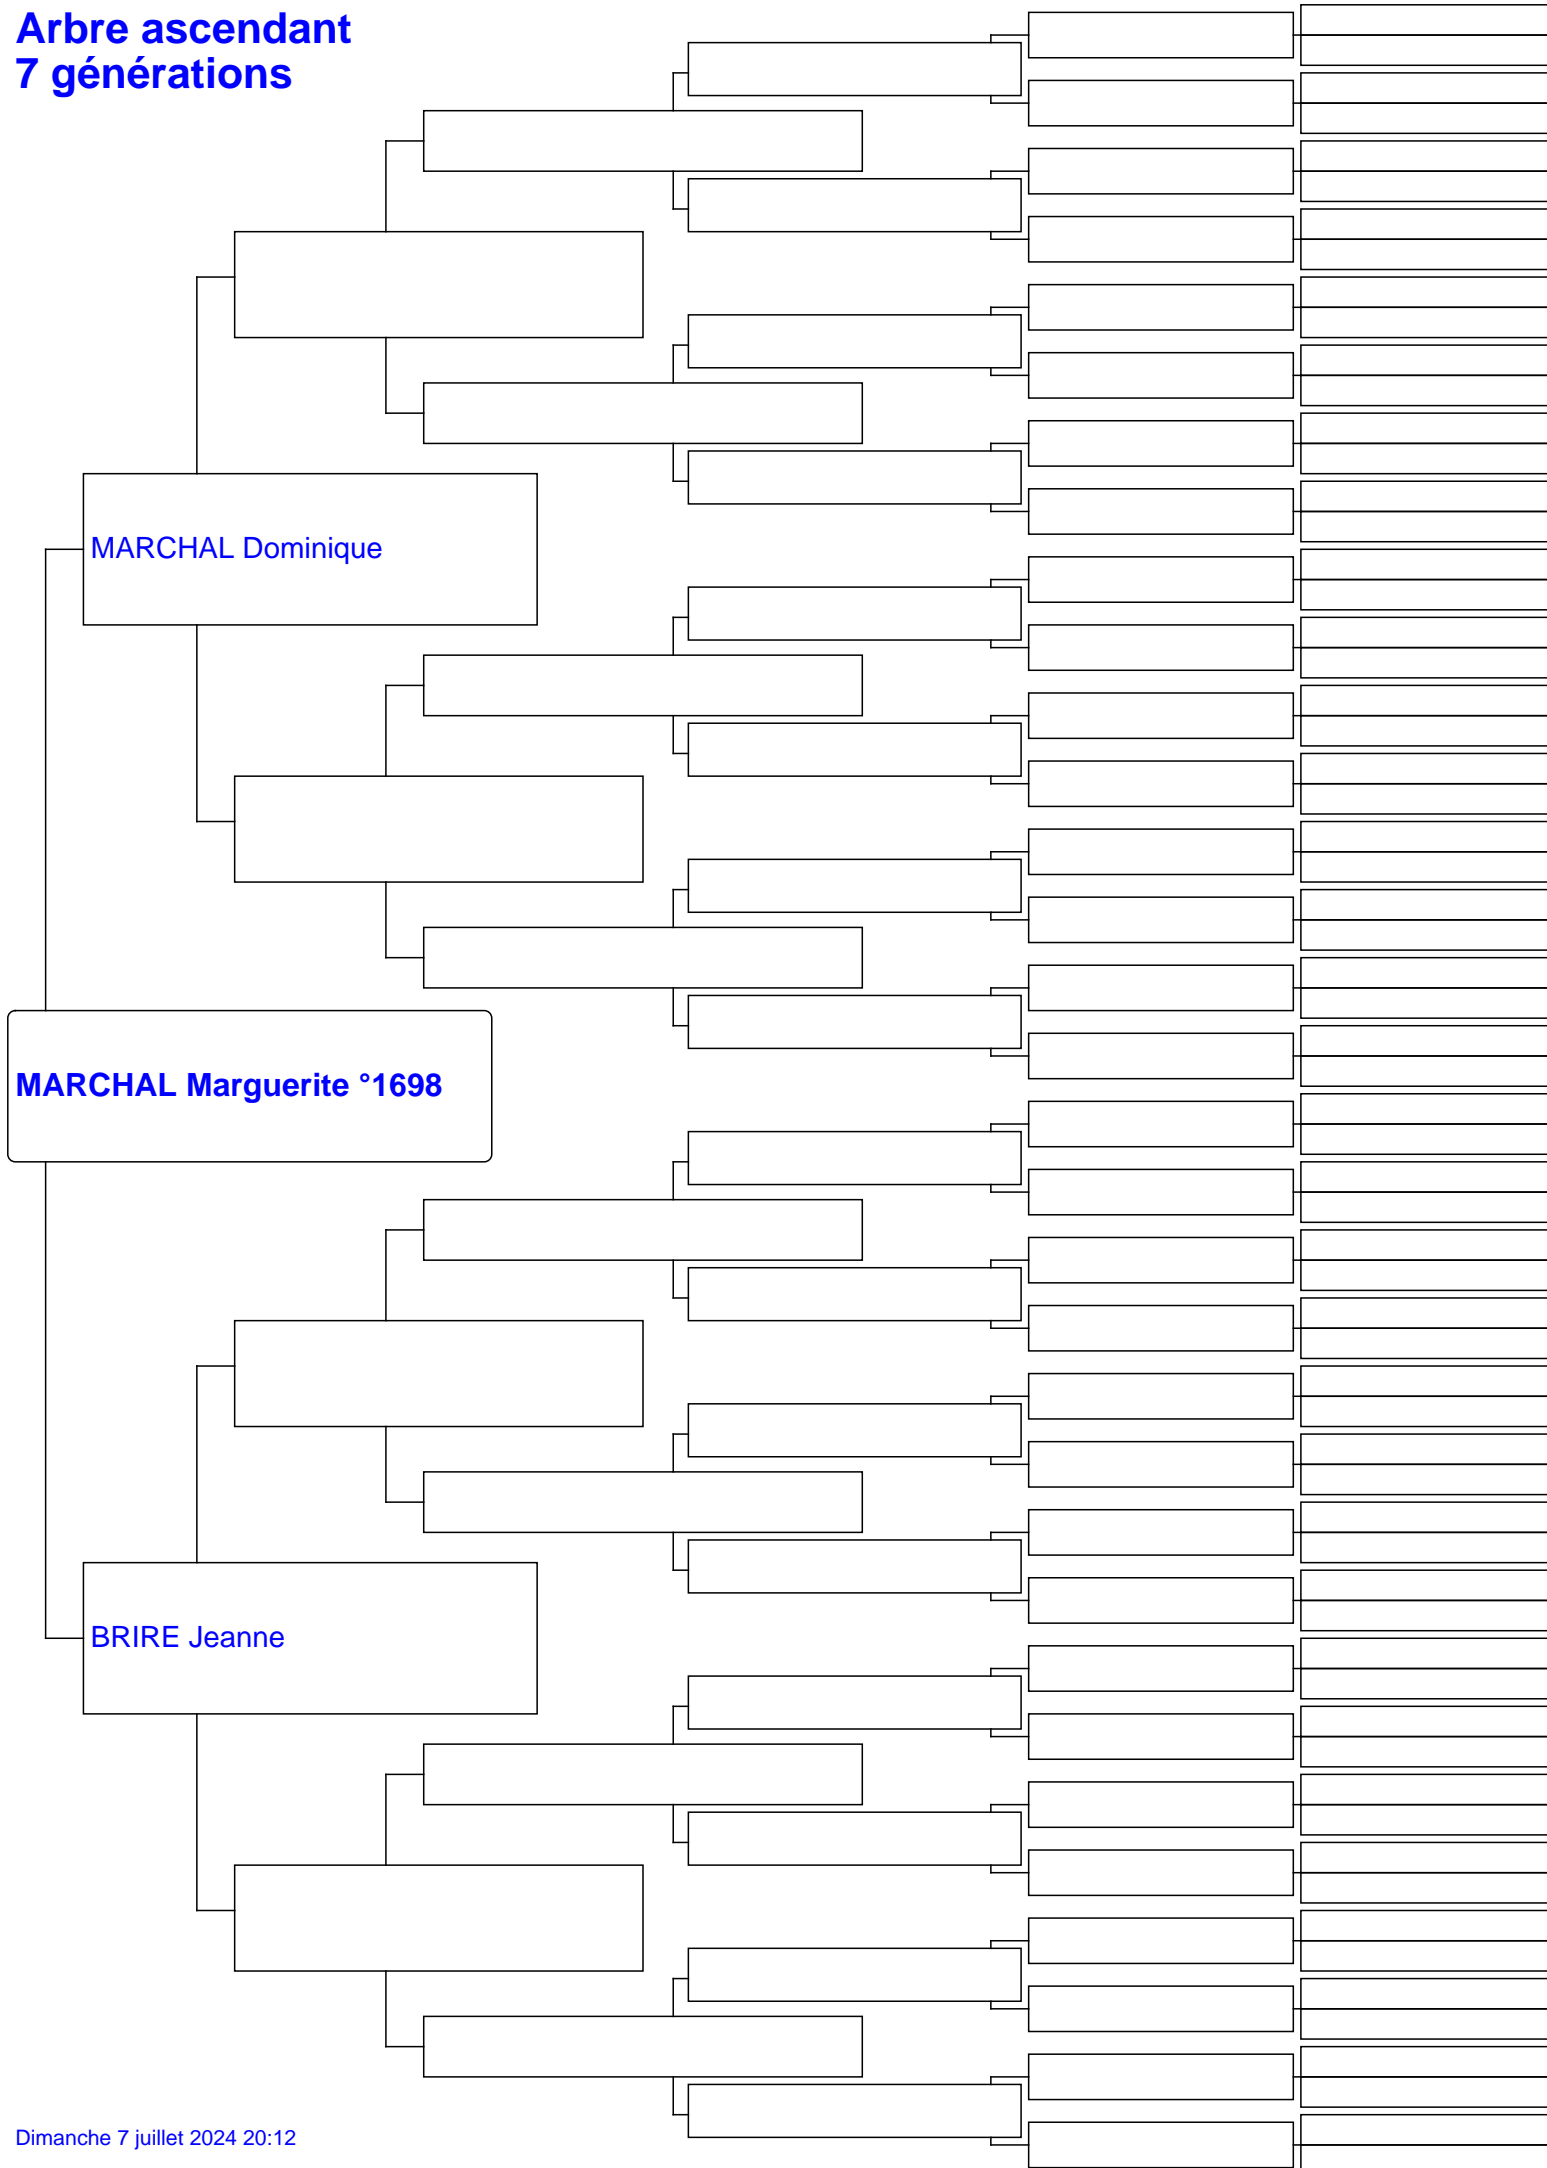 Arbre ascendant
7 générations
MARCHAL Dominique
MARCHAL Marguerite °1698
BRIRE Jeanne
Dimanche 7 juillet 2024 20:12